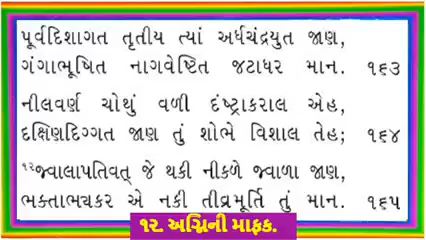 પૂર્વદિશાગત તૃતીય ત્યાં અર્ધચંદ્રયુત જાણ,
ગંગાભૂષિત નાગવેષ્ટિત જટાધર માન. ૧૬૩
નીલવર્ણ ચોથું વળી દંષ્ટ્રાકરાલ એહ,
દક્ષિણદિગ્ગત જાણ તું શોભે વિશાલ તેહ; ૧૬૪
૧૨જ્વાલાપતિવત્ જે થકી નીકળે જ્વાળા જાણ,
ભક્તાભયકર એ નકી તીવ્રમૂર્તિ તું માન. ૧૬૫
૧૨. અગ્નિની માફક.